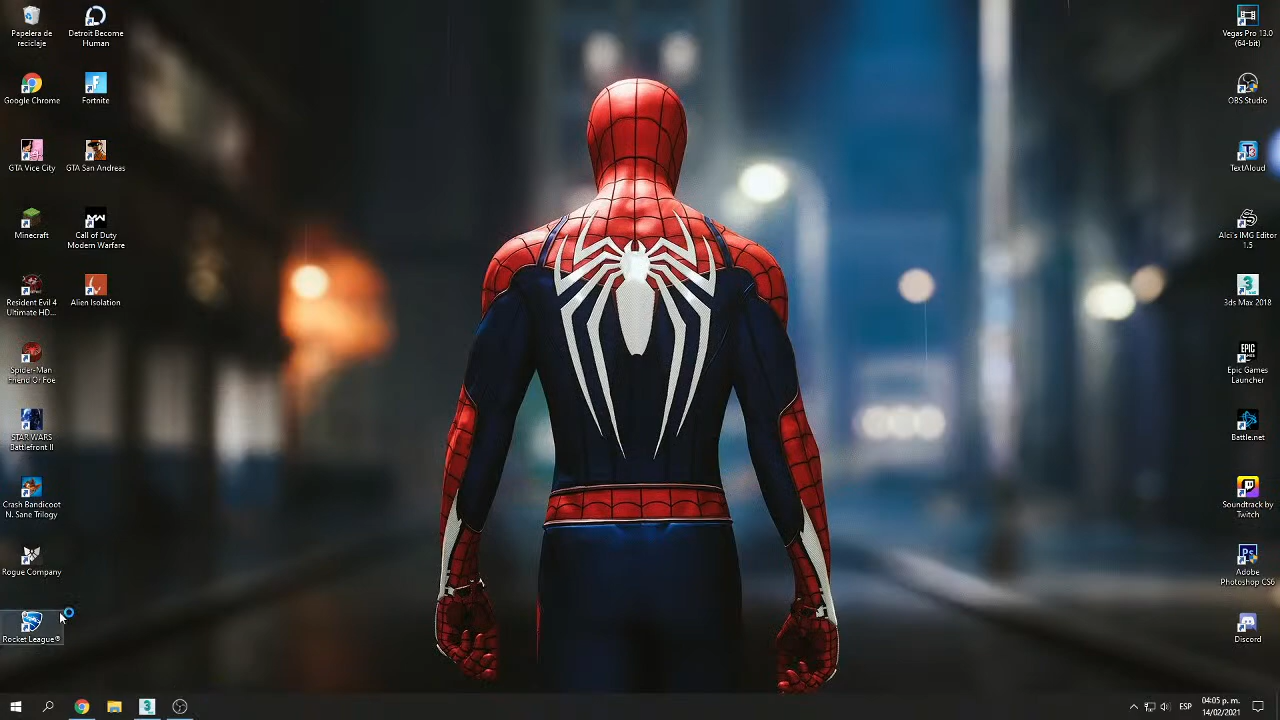 Papelera de
reciclaje
Detroit Become
Human
Google Chrome
Fortnite
GTA Vice City
GTA San Andreas
Minecraft
Call of Duty
Modern Warfare
Resident Evil 4
Ultimate HD...
Alien Isolation
Spider-Man
Friend Or Foe
STAR WARS
Battlefront II
Crash Bandicoot
N. Sane Trilogy
Rogue Company
Rocket League®
Vegas Pro 13.0
(64-bit)
OBS Studio
TextAloud
Alci's IMG Editor
1.5
3ds Max 2018
EPIC
GAMES
Epic Games
Launcher
Battle.net
Soundtrack by
Twitch
Ps
Adobe
Photoshop CS6
Discord
ESP
04:05 p. m.
14/02/2021